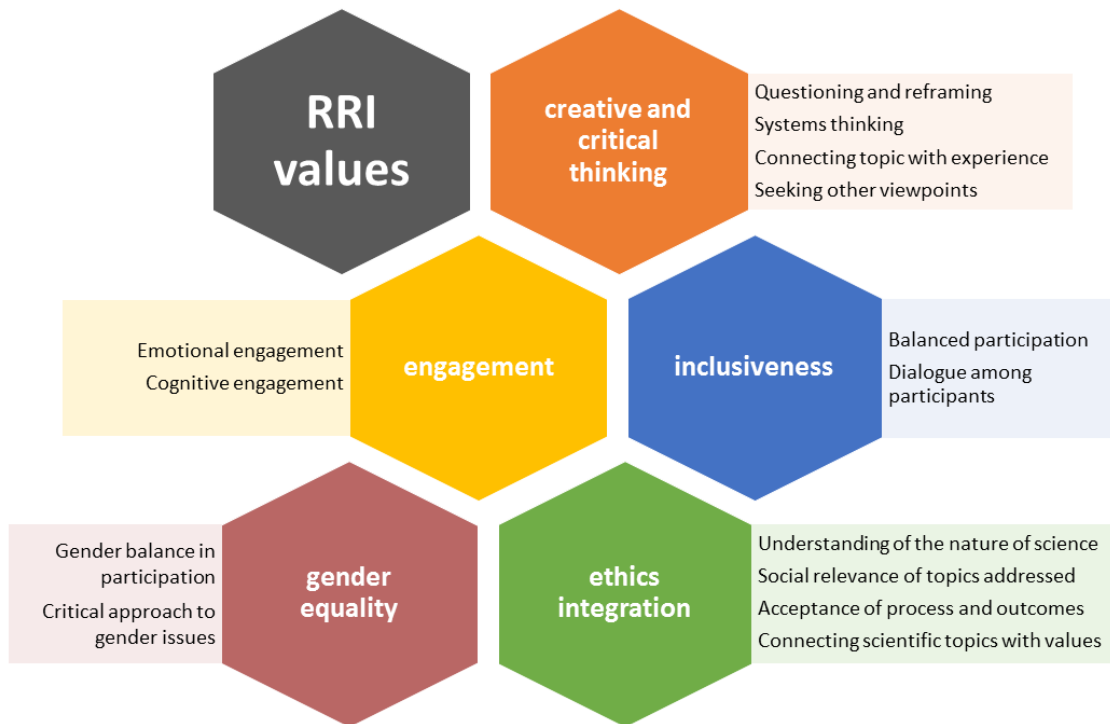 RRI
values
creative and
critical
thinking
Questioning and reframing
Systems thinking
Connecting topic with experience
Seeking other viewpoints
Emotional engagement
Cognitive engagement
engagement
inclusiveness
Balanced participation
Dialogue among
participants
Gender balance in
participation
Critical approach to
gender issues
gender
equality
ethics
integration
Understanding of the nature of science
Social relevance of topics addressed
Acceptance of process and outcomes
Connecting scientific topics with values